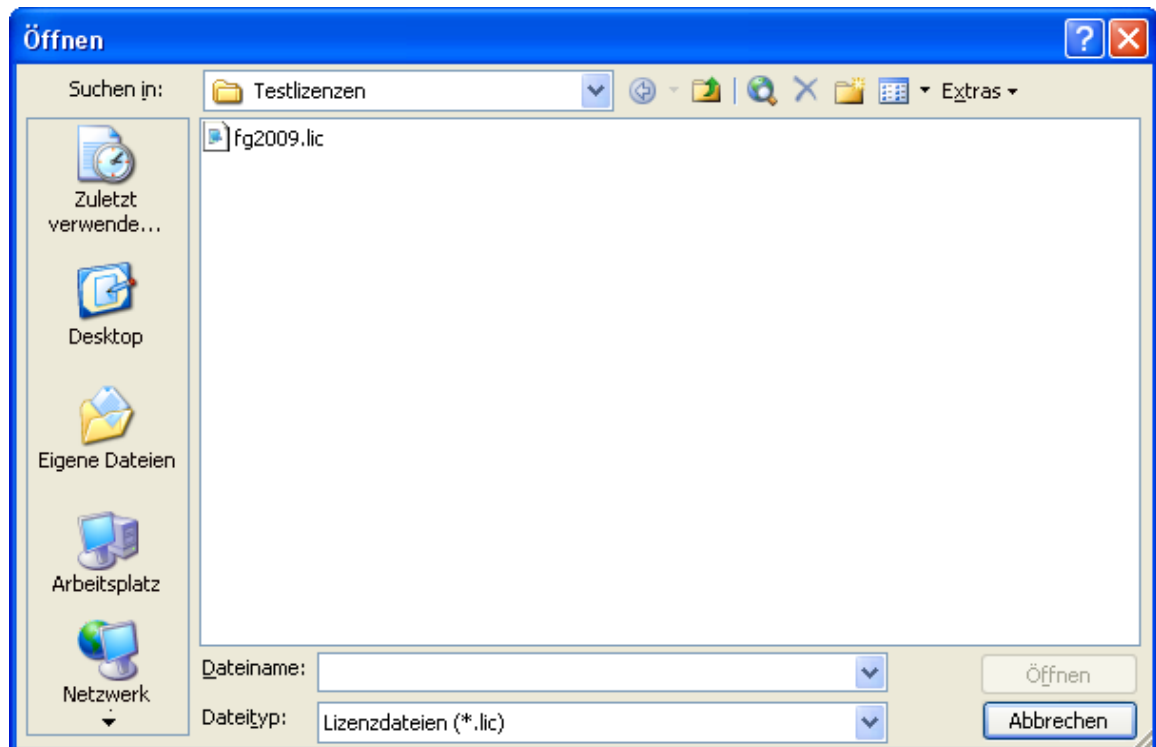 Öffnen
Suchen in: Testlizenzen Extras
fg2009.lic
Zuletzt
verwende...
Desktop
Eigene Dateien
Arbeitsplatz
Netzwerk
Dateiname: Öffnen
Dateityp: Lizenzdateien (*.lic) Abbrechen